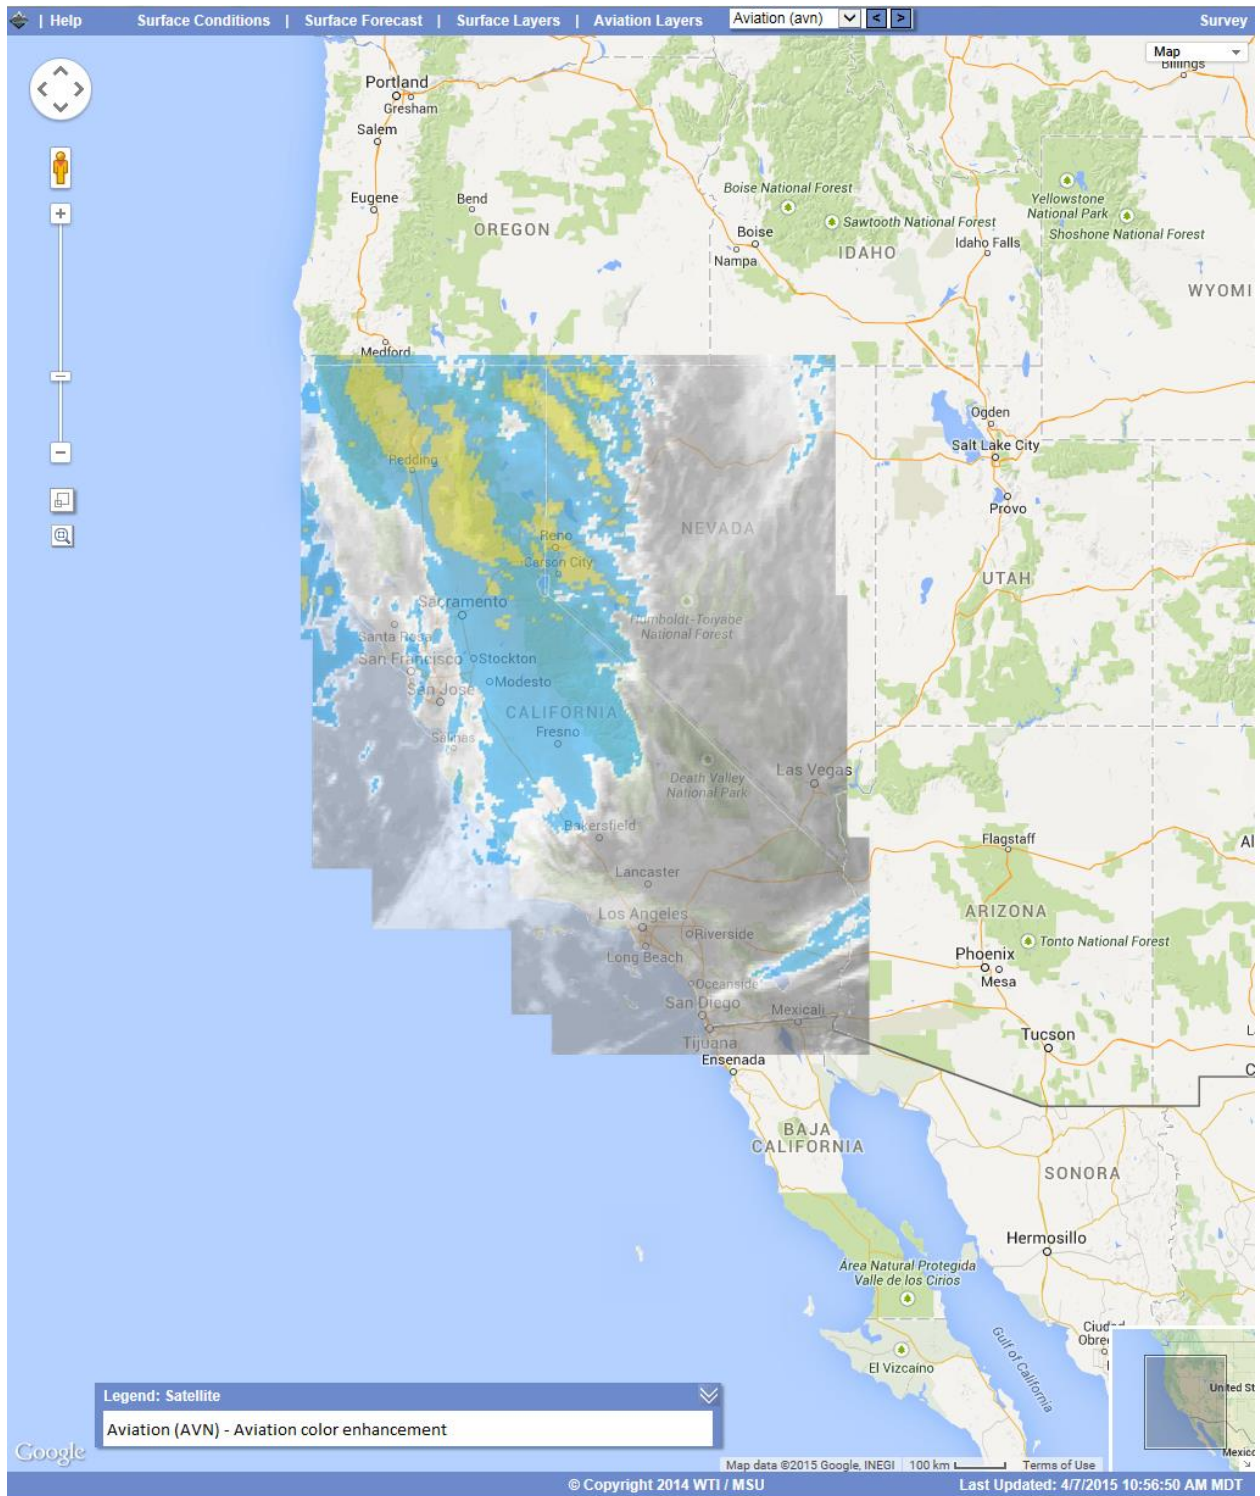 | Help Surface Conditions | Surface Forecast | Surface Layers | Aviation Layers Aviation (avn) < > Survey
Map
Billings
Portland
Gresham
Salem
Eugene
Bend
OREGON
Boise National Forest
Sawtooth National Forest
Yellowstone
National Park
Shoshone National Forest
Boise
Nampa
IDAHO
Idaho Falls
WYOMI
Medford
Ogden
Salt Lake City
Provo
Redding
NEVADA
Reno
Carson City
UTAH
Sacramento
Humboldt-Toiyabe
National Forest
Santa Rosa
San Francisco
Stockton
San Jose
Modesto
CALIFORNIA
Salinas
Fresno
Death Valley
National Park
Las Vegas
Bakersfield
Flagstaff
Al
Lancaster
Los Angeles
Riverside
Long Beach
ARIZONA
Tonto National Forest
Phoenix
Mesa
Oceanside
San Diego
Mexicali
Tijuana
Tucson
Ensenada
BAJA
CALIFORNIA
SONORA
Hermosillo
Área Natural Protegida
Valle de los Cirios
Gulf of California
El Vizcaíno
Ciudad
Obre
United St
Mexico
Legend: Satellite
Aviation (AVN) - Aviation color enhancement
Google
Map data ©2015 Google, INEGI 100 km Terms of Use
© Copyright 2014 WTI / MSU Last Updated: 4/7/2015 10:56:50 AM MDT